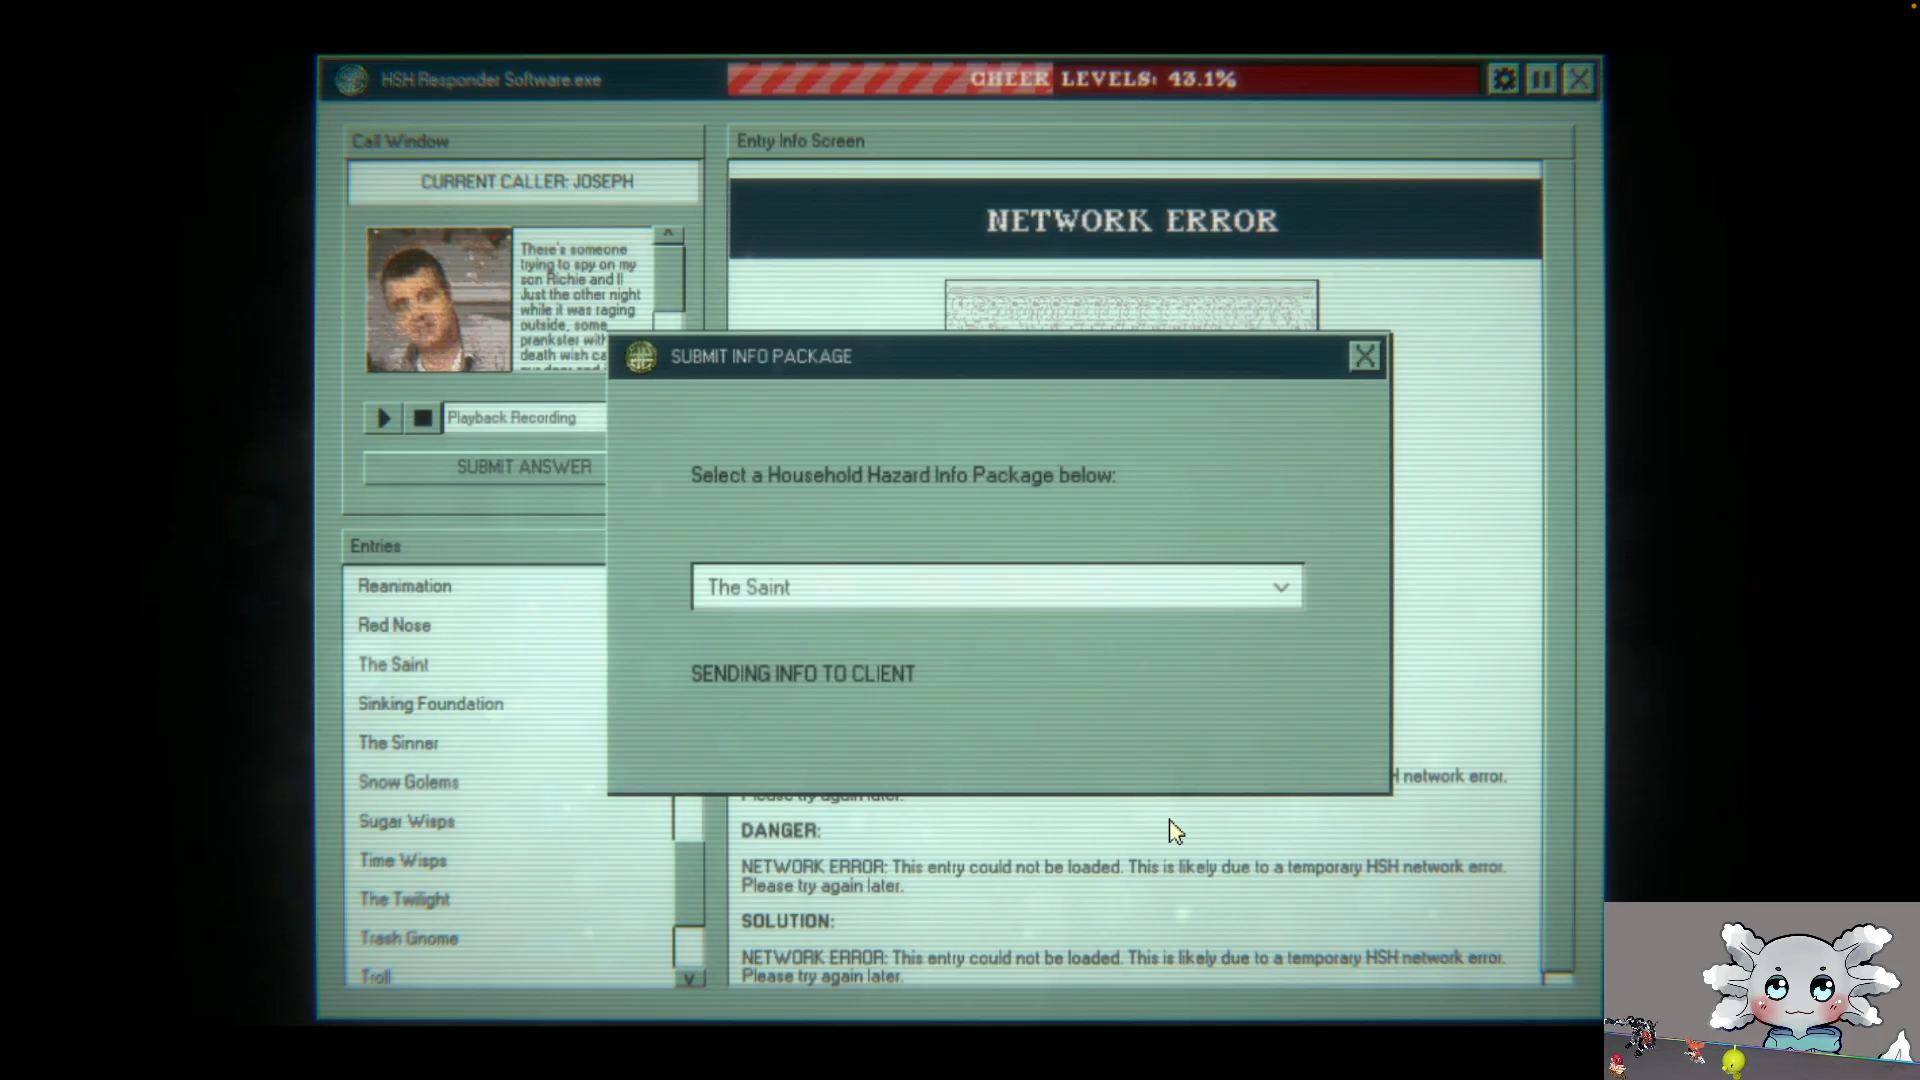 HSH Responder Software.exe
CHEER LEVELS: 43.1%
Call Window
Entry Info Screen
CURRENT CALLER: JOSEPH
NETWORK ERROR
There's someone
trying to spy on my
son Richie and I!
Just the other night
while it was raging
outside, some
prankster with
death wish ca
SUBMIT INFO PACKAGE
Playback Recording
SUBMIT ANSWER
Select a Household Hazard Info Package below:
Entries
Reanimation
The Saint
Red Nose
The Saint
SENDING INFO TO CLIENT
Sinking Foundation
The Sinner
Snow Golems
H network error.
Please try again later.
Sugar Wisps
DANGER:
Time Wisps
NETWORK ERROR: This entry could not be loaded. This is likely due to a temporary HSH network error.
Please try again later.
The Twilight
SOLUTION:
Trash Gnome
NETWORK ERROR: This entry could not be loaded. This is likely due to a temporary HSH network error.
Please try again later.
Troll